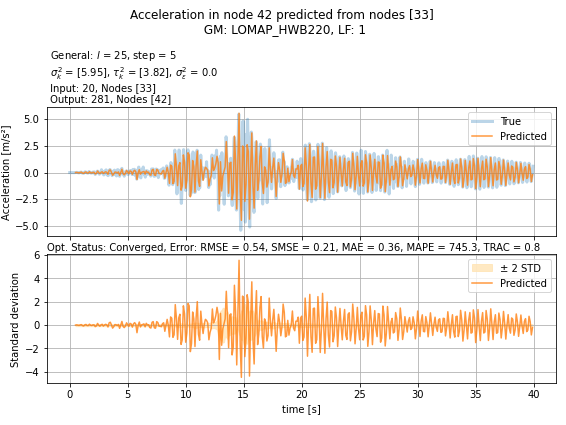 Acceleration in node 42 predicted from nodes [33]
GM: LOMAP_HWB220, LF: 1
General: l = 25, step = 5
σ²ₖ = [5.95], τ²ₖ = [3.82], σ²ε = 0.0
Input: 20, Nodes [33]
Output: 281, Nodes [42]
Acceleration [m/s²]
5.0
2.5
0.0
−2.5
−5.0
True
Predicted
Opt. Status: Converged, Error: RMSE = 0.54, SMSE = 0.21, MAE = 0.36, MAPE = 745.3, TRAC = 0.8
Standard deviation
6
4
2
0
−2
−4
± 2 STD
Predicted
0 5 10 15 20 25 30 35 40
time [s]